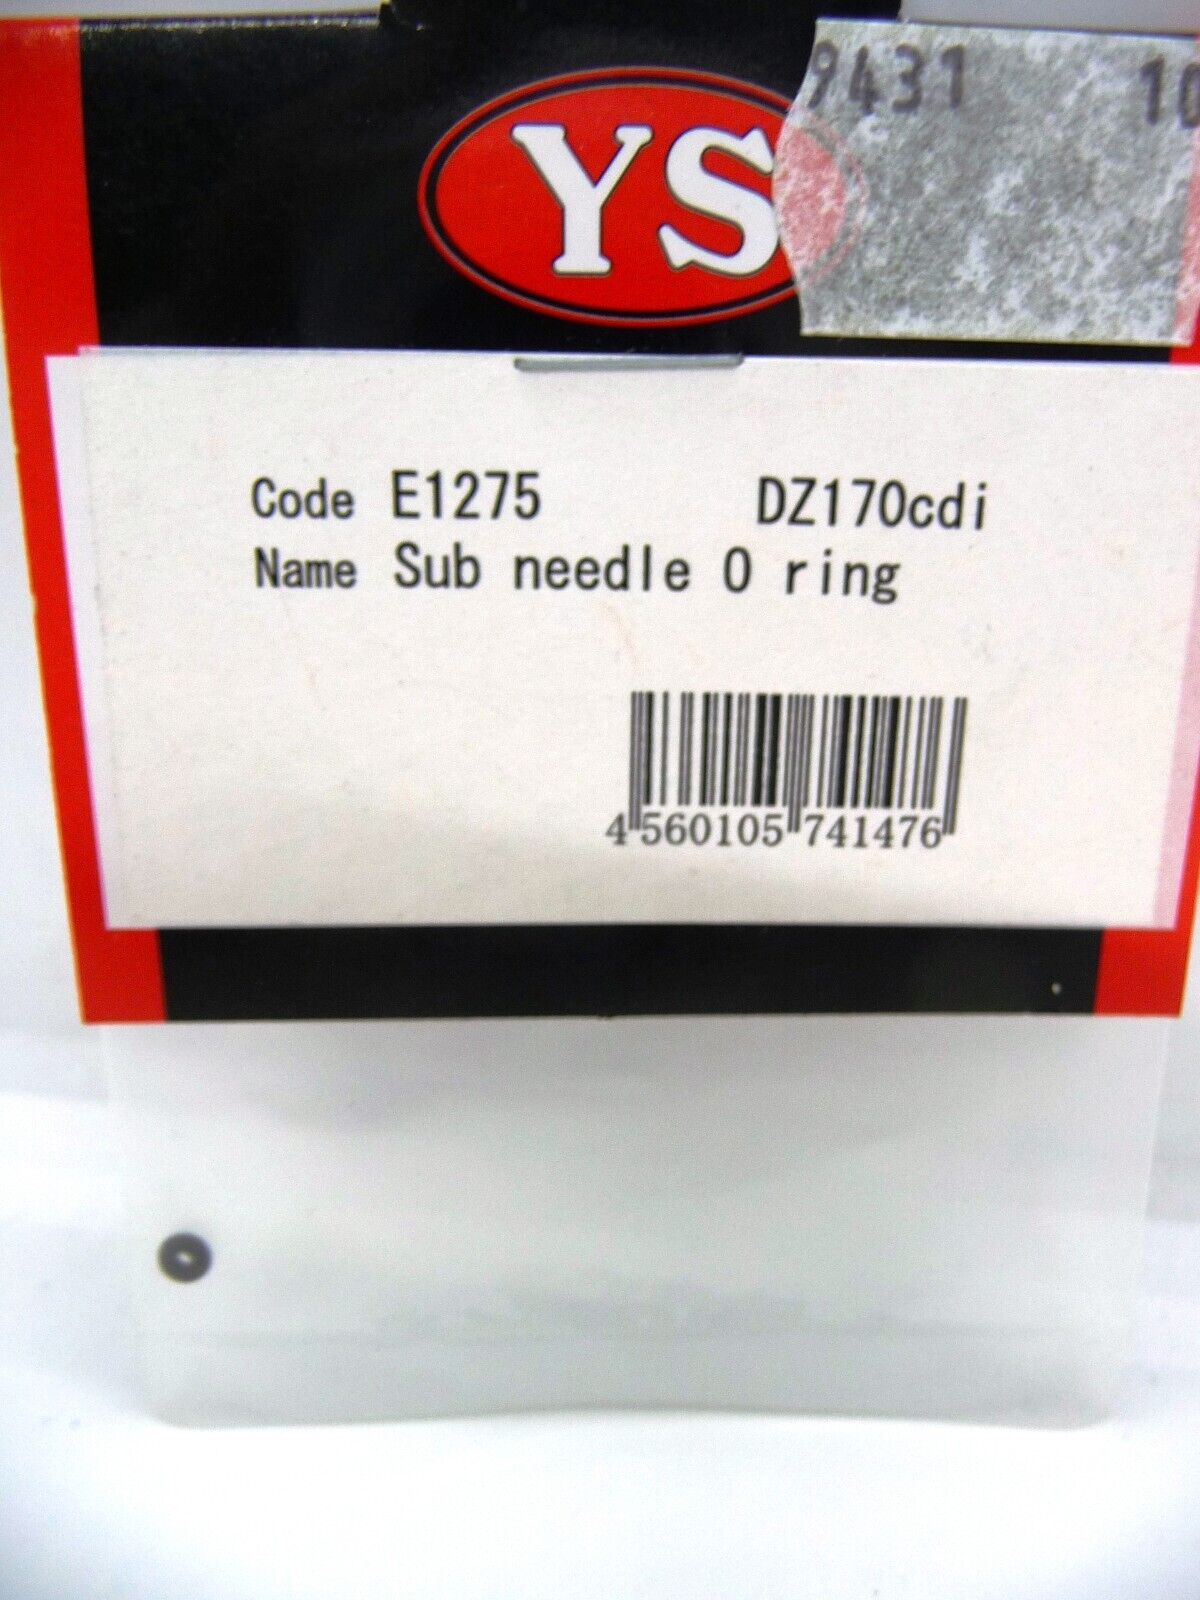 9431 10
YS
Code E1275 DZ170cdi
Name Sub needle O ring
4 560105 741476